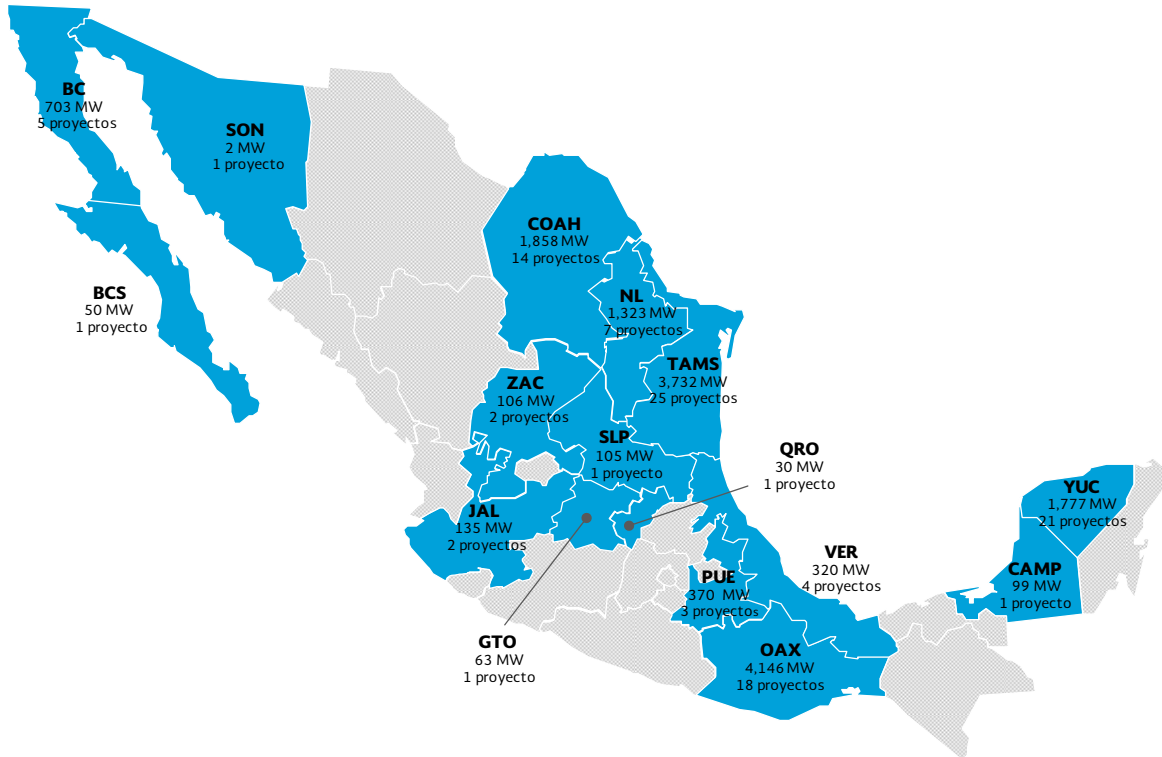 BC
703 MW
5 proyectos
SON
2 MW
1 proyecto
COAH
1,858 MW
14 proyectos
BCS
50 MW
1 proyecto
NL
1,323 MW
7 proyectos
TAMS
3,732 MW
25 proyectos
ZAC
106 MW
2 proyectos
SLP
105 MW
1 proyecto
QRO
30 MW
1 proyecto
YUC
1,777 MW
21 proyectos
JAL
135 MW
2 proyectos
VER
320 MW
4 proyectos
PUE
370 MW
3 proyectos
CAMP
99 MW
1 proyecto
GTO
63 MW
1 proyecto
OAX
4,146 MW
18 proyectos